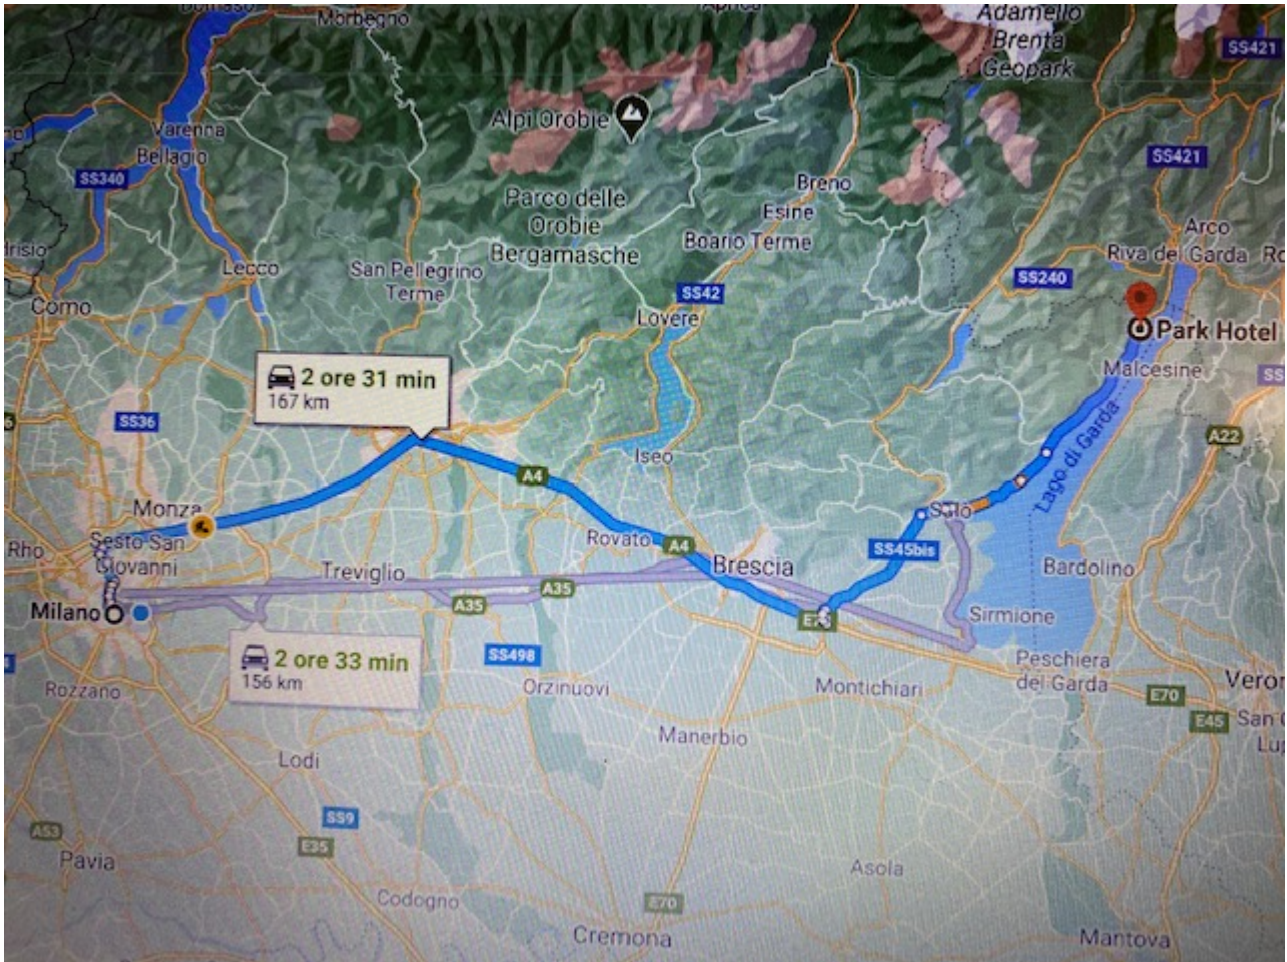 Morbegno
Adamello
Brenta
Geopark
SS421
Alpi Orobie
Varenna
Bellagio
SS340
SS421
Breno
Parco delle
Orobie
Bergamasche
Esine
Boario Terme
Arco
Riva del Garda
Lecco
San Pellegrino
Terme
SS240
SS42
Como
Lovere
Park Hotel
Malcesine
2 ore 31 min
167 km
SS36
A22
Iseo
Lago di Garda
A4
Monza
Salò
Rho
Sesto San
Giovanni
Rovato
A4
SS45bis
Brescia
Treviglio
Bardolino
A35
A35
Milano
Sirmione
2 ore 33 min
156 km
SS498
Peschiera
del Garda
Rozzano
Orzinuovi
Montichiari
E70
E45
Manerbio
Lodi
SS9
A53
E35
Pavia
Asola
Codogno
E70
Cremona
Mantova